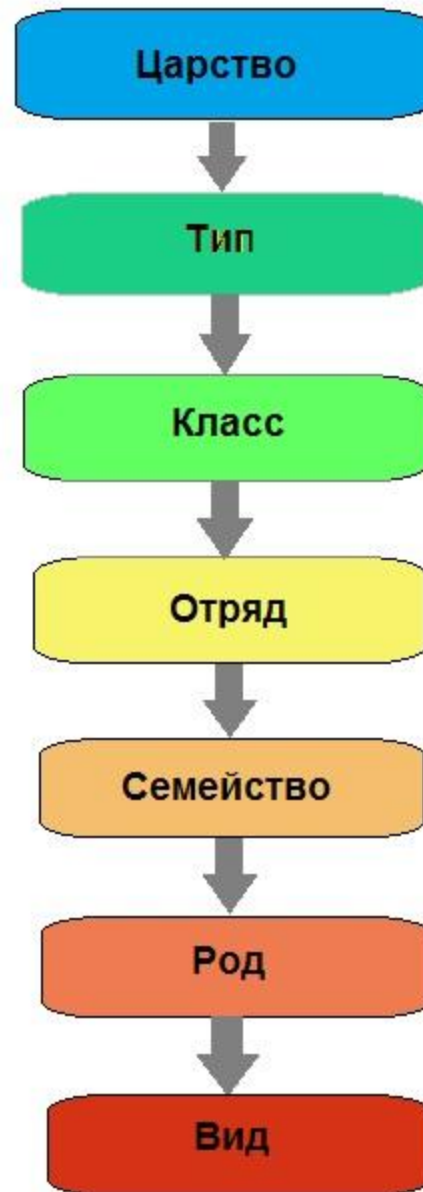 Царство
Тип
Класс
Отряд
Семейство
Род
Вид